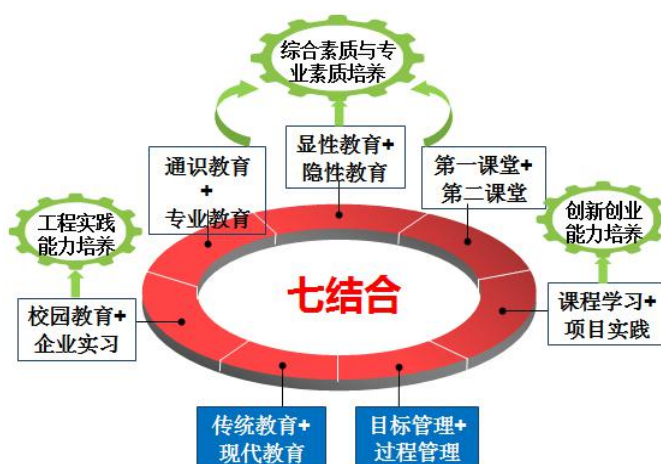 综合素质与专
业素质培养
显性教育+
隐性教育
通识教育
+
专业教育
第一课堂+
第二课堂
工程实践
能力培养
创新创业
能力培养
七结合
校园教育+
企业实习
课程学习+
项目实践
传统教育+
现代教育
目标管理+
过程管理